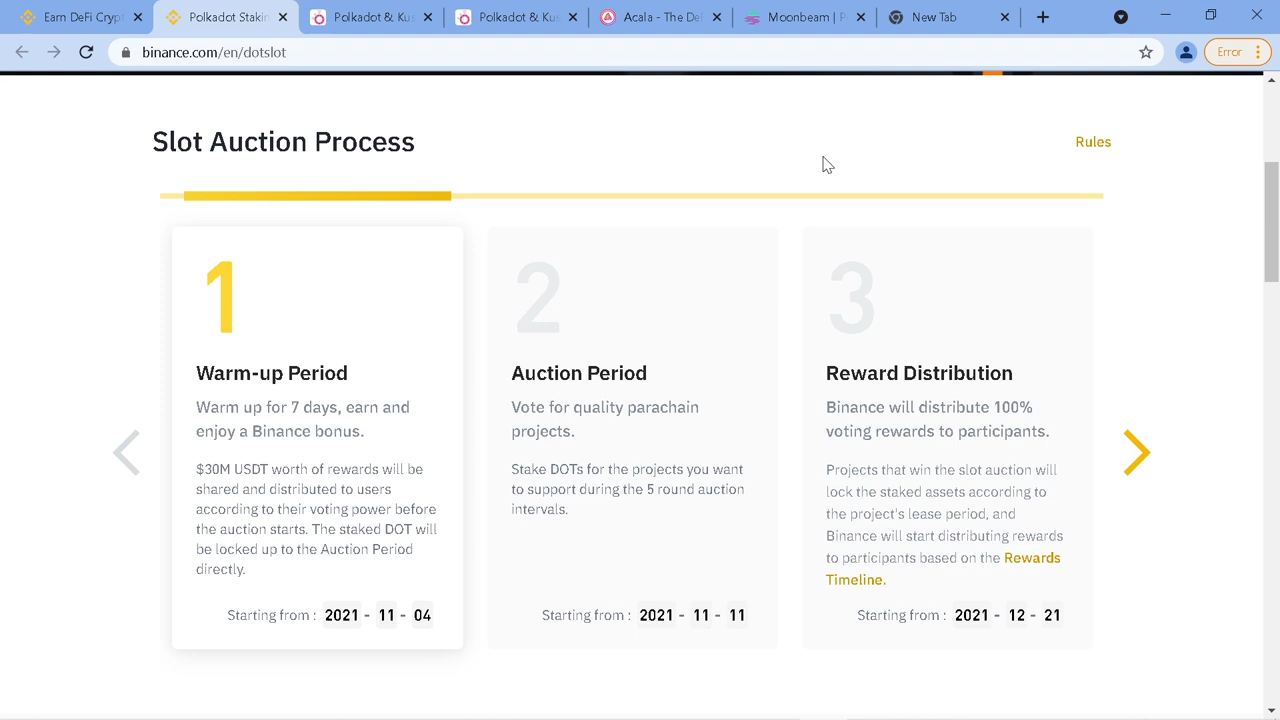 Earn DeFi Crypt
Polkadot Stakin
Polkadot & Kus
Polkadot & Kus
Acala - The Def
Moonbeam | P
New Tab
binance.com/en/dotslot
Error
Slot Auction Process
Rules
1
Warm-up Period
Warm up for 7 days, earn and
enjoy a Binance bonus.
$30M USDT worth of rewards will be
shared and distributed to users
according to their voting power before
the auction starts. The staked DOT will
be locked up to the Auction Period
directly.
Starting from : 2021 - 11 - 04
2
Auction Period
Vote for quality parachain
projects.
Stake DOTs for the projects you want
to support during the 5 round auction
intervals.
Starting from : 2021 - 11 - 11
3
Reward Distribution
Binance will distribute 100%
voting rewards to participants.
Projects that win the slot auction will
lock the staked assets according to
the project's lease period, and
Binance will start distributing rewards
to participants based on the Rewards
Timeline.
Starting from : 2021 - 12 - 21